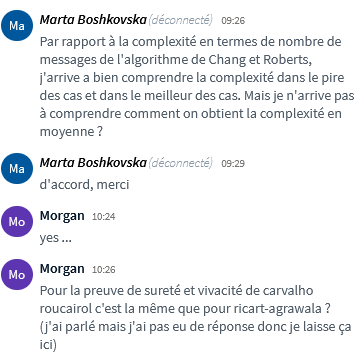 Ma
Marta Boshkovska (déconnecté) 09:26
Par rapport à la complexité en termes de nombre de
messages de l'algorithme de Chang et Roberts,
j'arrive a bien comprendre la complexité dans le pire
des cas et dans le meilleur des cas. Mais je n'arrive pas
à comprendre comment on obtient la complexité en
moyenne ?
Ma
Marta Boshkovska (déconnecté) 09:29
d'accord, merci
Mo
Morgan 10:24
yes ...
Mo
Morgan 10:26
Pour la preuve de sureté et vivacité de carvalho
roucairol c'est la même que pour ricart-agrawala ?
(j'ai parlé mais j'ai pas eu de réponse donc je laisse ça
ici)